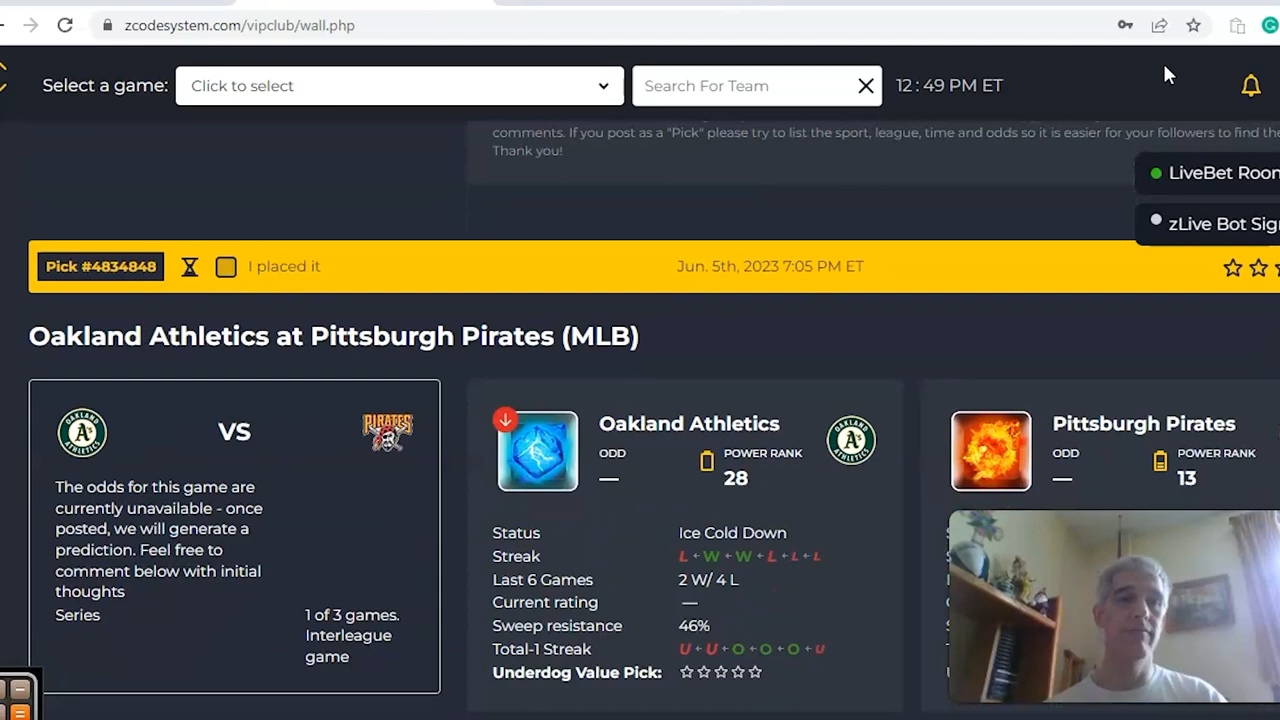 zcodesystem.com/vipclub/wall.php
Select a game: Click to select Search For Team 12:49 PM ET
comments. If you post as a "Pick" please try to list the sport, league, time and odds so it is easier for your followers to find the
Thank you!
LiveBet Room
zLive Bot Sig
Pick #4834848 I placed it Jun. 5th, 2023 7:05 PM ET
Oakland Athletics at Pittsburgh Pirates (MLB)
A's VS PIRATES
The odds for this game are
currently unavailable - once
posted, we will generate a
prediction. Feel free to
comment below with initial
thoughts
Series 1 of 3 games.
Interleague
game
Oakland Athletics
ODD POWER RANK
— 28
Status Ice Cold Down
Streak L W W L L L
Last 6 Games 2 W/ 4 L
Current rating —
Sweep resistance 46%
Total-1 Streak U U O O O U
Underdog Value Pick:
Pittsburgh Pirates
ODD POWER RANK
— 13